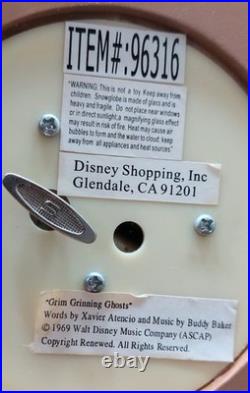 ITEM#:96316
"WARNING: This is not a toy Keep away from
children. Snowglobe is made of glass and is
heavy and fragile. Do not place near windows
or in direct sunlight,a magnifying glass effect
may result in risk of fire. Heat may cause air
bubbles to form and the water to cloud, keep
away from all appliances and heat sources"
Disney Shopping, Inc
Glendale, CA 91201
"Grim Grinning Ghosts"
Words by Xavier Atencio and Music by Buddy Baker
© 1969 Walt Disney Music Company (ASCAP)
Copyright Renewed. All Rights Reserved.